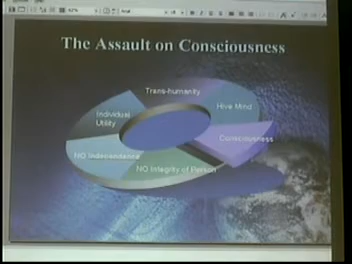 The Assault on Consciousness
Trans-humanity
Individual
Utility
Hive Mind
Consciousness
NO Independence
NO Integrity of Person